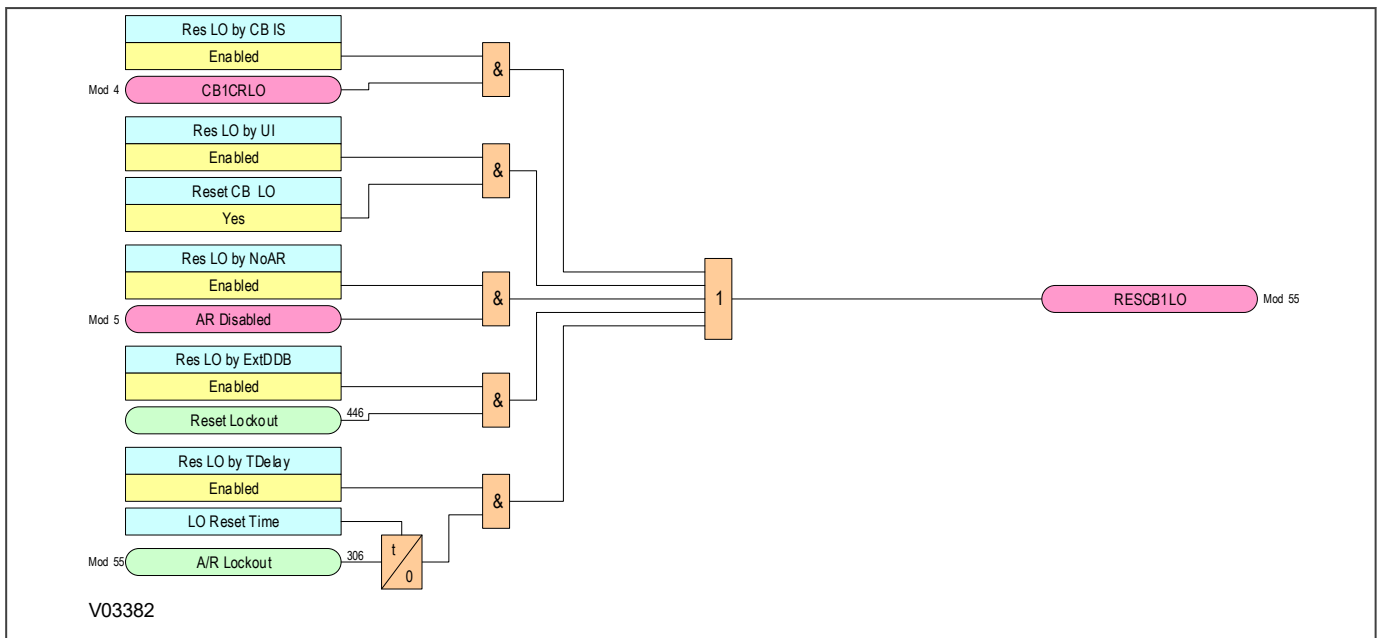 Res LO by CB IS
Enabled
&
Mod 4
CB1CRLO
Res LO by UI
Enabled
&
Reset CB LO
Yes
Res LO by NoAR
Enabled
&
1
RESCB1LO
Mod 55
Mod 5
AR Disabled
Res LO by ExtDDB
Enabled
&
Reset Lockout
446
Res LO by TDelay
Enabled
&
LO Reset Time
t
0
Mod 55
A/R Lockout
306
V03382